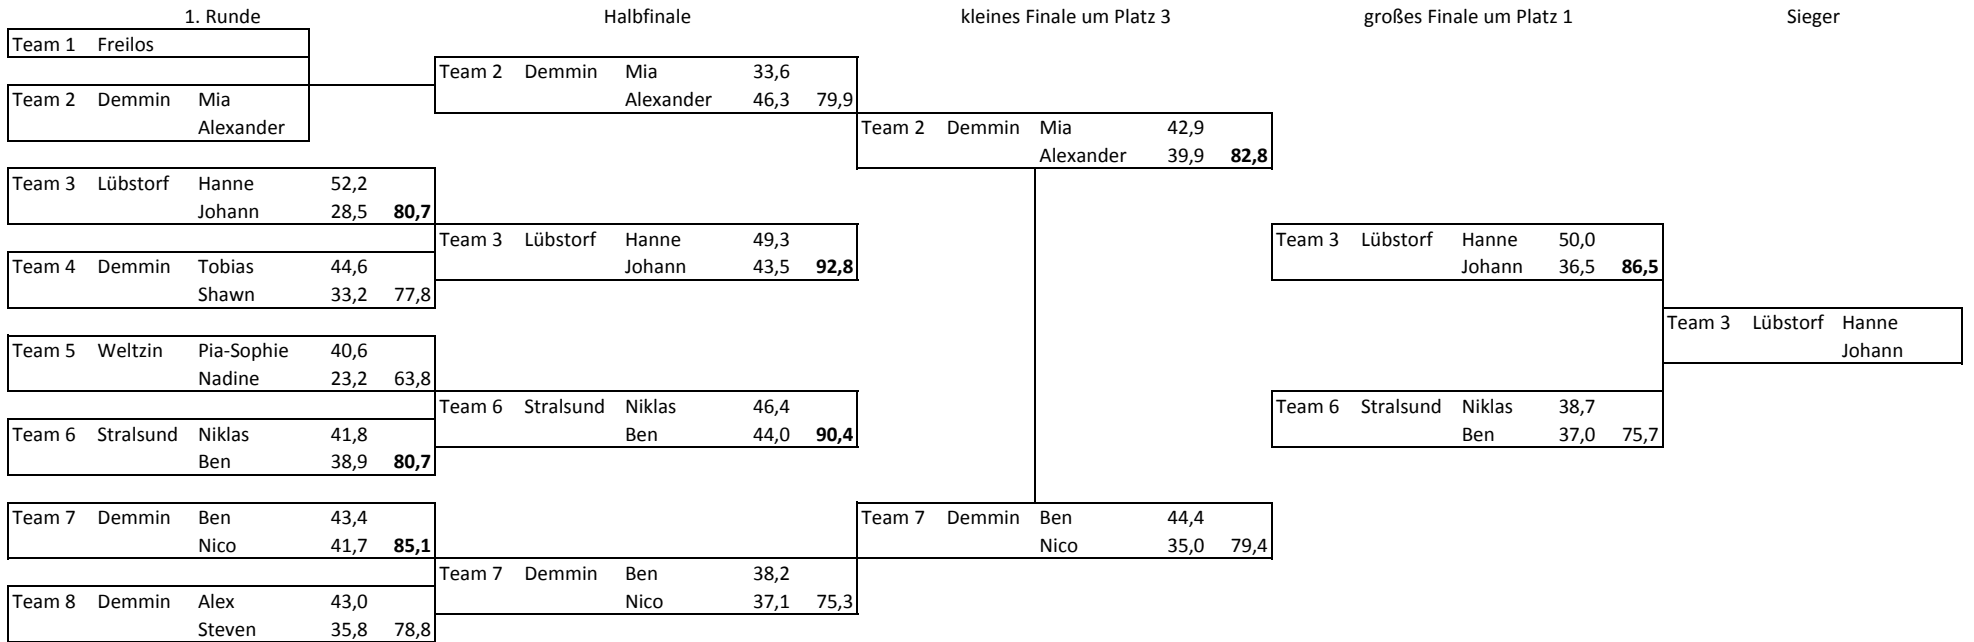 1. Runde Halbfinale kleines Finale um Platz 3 großes Finale um Platz 1 Sieger
Team 1 Freilos
Team 2 Demmin Mia 33,6
Team 2 Demmin Mia Alexander 46,3 79,9
Alexander Team 2 Demmin Mia 42,9
Alexander 39,9 82,8
Team 3 Lübstorf Hanne 52,2
Johann 28,5 80,7
Team 3 Lübstorf Hanne 49,3 Team 3 Lübstorf Hanne 50,0
Team 4 Demmin Tobias 44,6 Johann 43,5 92,8 Johann 36,5 86,5
Shawn 33,2 77,8
Team 3 Lübstorf Hanne
Team 5 Weltzin Pia-Sophie 40,6 Johann
Nadine 23,2 63,8
Team 6 Stralsund Niklas 46,4 Team 6 Stralsund Niklas 38,7
Team 6 Stralsund Niklas 41,8 Ben 44,0 90,4 Ben 37,0 75,7
Ben 38,9 80,7
Team 7 Demmin Ben 43,4 Team 7 Demmin Ben 44,4
Nico 41,7 85,1 Nico 35,0 79,4
Team 7 Demmin Ben 38,2
Team 8 Demmin Alex 43,0 Nico 37,1 75,3
Steven 35,8 78,8